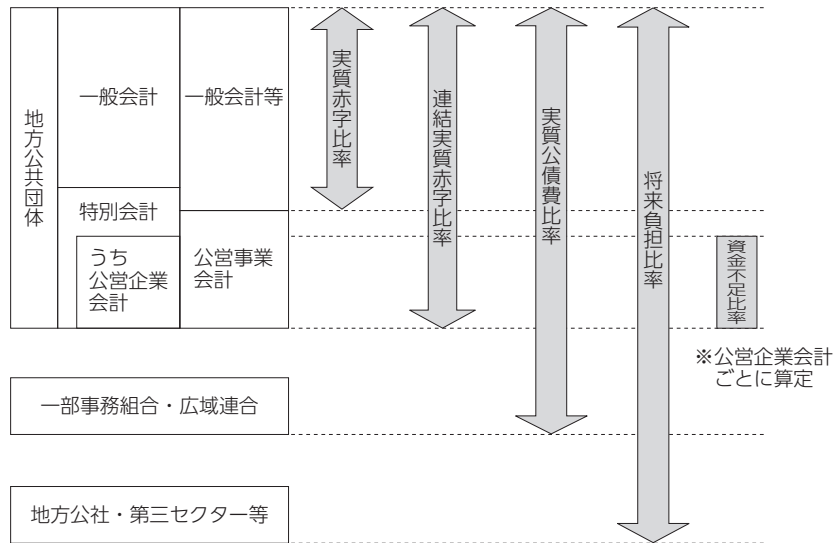 地方公共団体
一般会計
一般会計等
特別会計
うち
公営企業
会計
公営事業
会計
実質赤字比率
連結実質赤字比率
実質公債費比率
将来負担比率
資金不足比率
※公営企業会計
ごとに算定
一部事務組合・広域連合
地方公社・第三セクター等